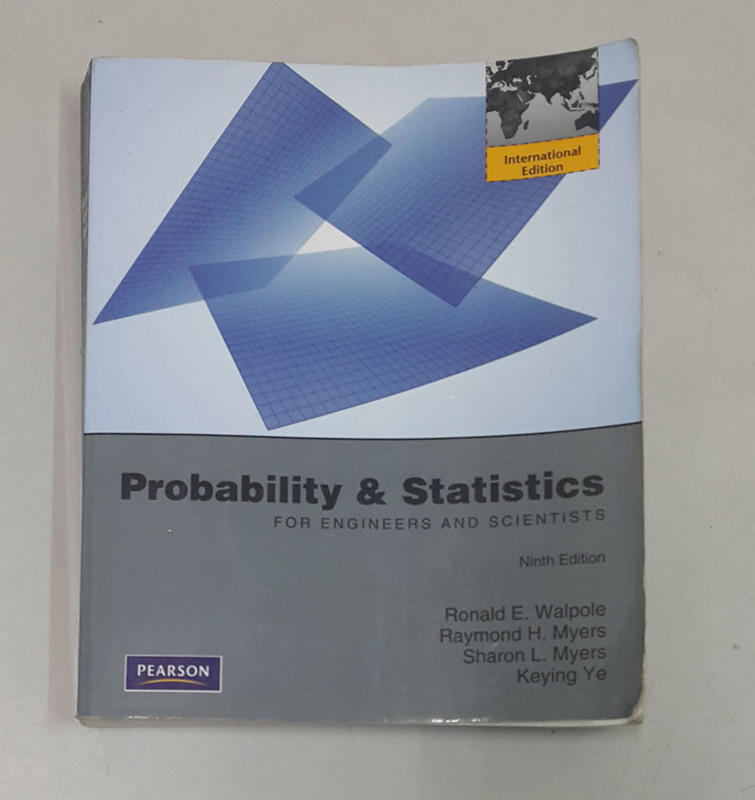 International
Edition
Probability & Statistics
FOR ENGINEERS AND SCIENTISTS
Ninth Edition
Ronald E. Walpole
Raymond H. Myers
Sharon L. Myers
Keying Ye
PEARSON